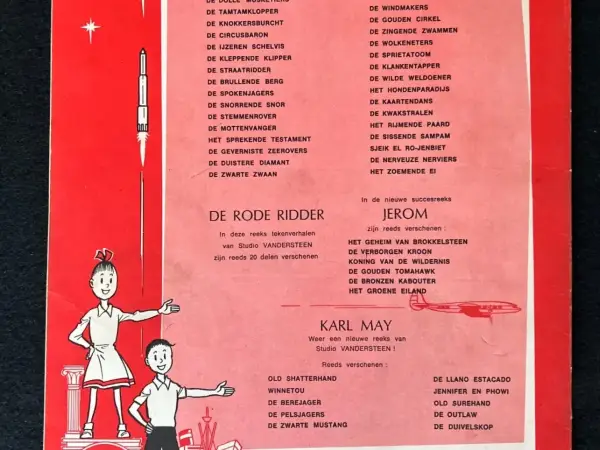 DE DOLLE MUSKETIERS
DE TAMTAMKLOPPER
DE KNOKKERSBURCHT
DE CIRCUSBARON
DE IJZEREN SCHELVIS
DE KLEPPENDE KLIPPER
DE STRAATRIDDER
DE BRULLENDE BERG
DE SPOKENJAGERS
DE SNORRENDE SNOR
DE STEMMENROVER
DE MOTTENVANGER
HET SPREKENDE TESTAMENT
DE GEVERNISTE ZEEROVERS
DE DUISTERE DIAMANT
DE ZWARTE ZWAAN
DE WINDMAKERS
DE GOUDEN CIRKEL
DE ZINGENDE ZWAMMEN
DE WOLKENETERS
DE SPRIETATOOM
DE KLANKENTAPPER
DE WILDE WELDOENER
HET HONDENPARADIJS
DE KAARTENDANS
DE KWAKSTRALEN
HET RIJMENDE PAARD
DE SISSENDE SAMPAM
SJEIK EL RO-JENBIET
DE NERVEUZE NERVIERS
HET ZOEMENDE EI
DE RODE RIDDER
In deze reeks tekenverhalen
van Studio VANDERSTEEN
zijn reeds 20 delen verschenen
In de nieuwe succesreeks
JEROM
zijn reeds verschenen :
HET GEHEIM VAN BROKKELSTEEN
DE VERBORGEN KROON
KONING VAN DE WILDERNIS
DE GOUDEN TOMAHAWK
DE BRONZEN KABOUTER
HET GROENE EILAND
KARL MAY
Weer een nieuwe reeks van
Studio VANDERSTEEN !
Reeds verschenen :
OLD SHATTERHAND
WINNETOU
DE BEREJAGER
DE PELSJAGERS
DE ZWARTE MUSTANG
DE LLANO ESTACADO
JENNIFER EN PHOWI
OLD SUREHAND
DE OUTLAW
DE DUIVELSKOP